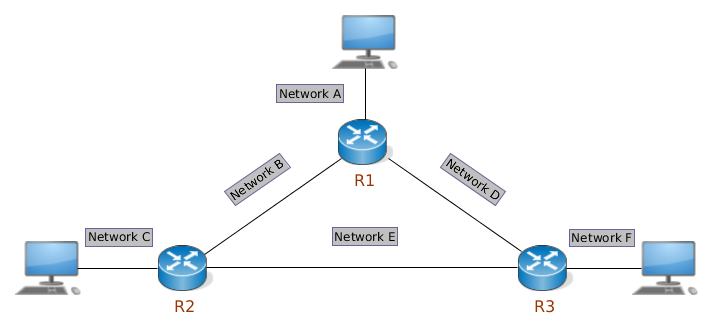 Network A
R1
Network B
Network D
Network C
Network E
Network F
R2
R3